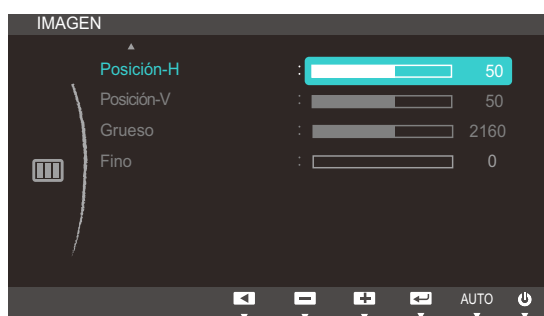 IMAGEN
Posición-H : 50
Posición-V : 50
Grueso : 2160
Fino : 0
AUTO